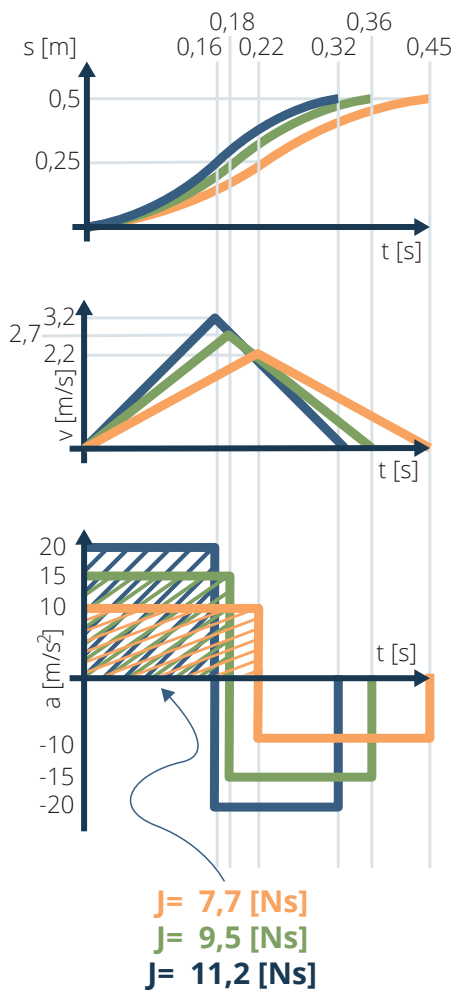 0,18 0,36
s [m] 0,16 0,22 0,32 0,45
0,5
0,25
t [s]
3,2
2,7
2,2
v [m/s]
t [s]
20
15
10
t [s]
a [m/s²]
-10
-15
-20
J= 7,7 [Ns]
J= 9,5 [Ns]
J= 11,2 [Ns]